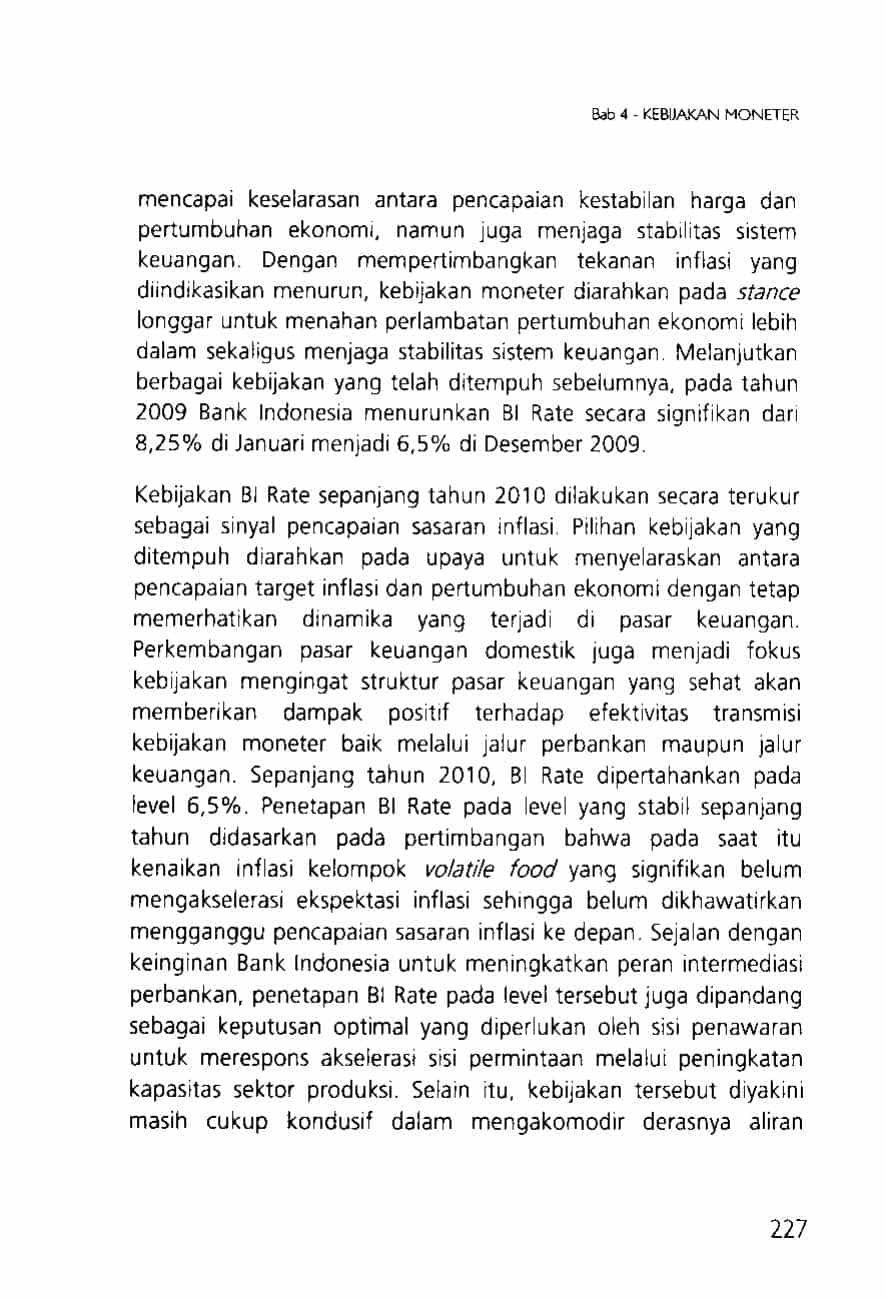 Bab 4 - KEBIJAKAN MONETER
mencapai keselarasan antara pencapaian kestabilan harga dan
pertumbuhan ekonomi, namun juga menjaga stabilitas sistem
keuangan. Dengan mempertimbangkan tekanan inflasi yang
diindikasikan menurun, kebijakan moneter diarahkan pada stance
longgar untuk menahan perlambatan pertumbuhan ekonomi lebih
dalam sekaligus menjaga stabilitas sistem keuangan. Melanjutkan
berbagai kebijakan yang telah ditempuh sebelumnya, pada tahun
2009 Bank Indonesia menurunkan BI Rate secara signifikan dari
8,25% di Januari menjadi 6,5% di Desember 2009.
Kebijakan BI Rate sepanjang tahun 2010 dilakukan secara terukur
sebagai sinyal pencapaian sasaran inflasi. Pilihan kebijakan yang
ditempuh diarahkan pada upaya untuk menyelaraskan antara
pencapaian target inflasi dan pertumbuhan ekonomi dengan tetap
memerhatikan dinamika yang terjadi di pasar keuangan.
Perkembangan pasar keuangan domestik juga menjadi fokus
kebijakan mengingat struktur pasar keuangan yang sehat akan
memberikan dampak positif terhadap efektivitas transmisi
kebijakan moneter baik melalui jalur perbankan maupun jalur
keuangan. Sepanjang tahun 2010, BI Rate dipertahankan pada
level 6,5%. Penetapan BI Rate pada level yang stabil sepanjang
tahun didasarkan pada pertimbangan bahwa pada saat itu
kenaikan inflasi kelompok volatile food yang signifikan belum
mengakselerasi ekspektasi inflasi sehingga belum dikhawatirkan
mengganggu pencapaian sasaran inflasi ke depan. Sejalan dengan
keinginan Bank Indonesia untuk meningkatkan peran intermediasi
perbankan, penetapan BI Rate pada level tersebut juga dipandang
sebagai keputusan optimal yang diperlukan oleh sisi penawaran
untuk merespons akselerasi sisi permintaan melalui peningkatan
kapasitas sektor produksi. Selain itu, kebijakan tersebut diyakini
masih cukup kondusif dalam mengakomodir derasnya aliran
227